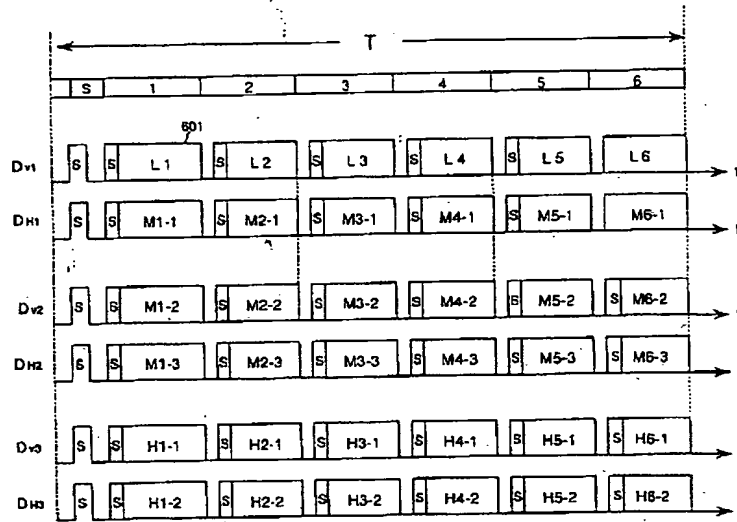 T
S 1 2 3 4 5 6
601
Dv1 S S L1 S L2 S L3 S L4 S L5 L6
DH1 S S M1-1 S M2-1 S M3-1 S M4-1 S M5-1 M6-1
Dv2 S S M1-2 S M2-2 S M3-2 S M4-2 S M5-2 S M6-2
DH2 S S M1-3 S M2-3 S M3-3 S M4-3 S M5-3 S M6-3
Dv3 S S H1-1 S H2-1 S H3-1 S H4-1 S H5-1 S H6-1
DH3 S S H1-2 S H2-2 S H3-2 S H4-2 S H5-2 S H6-2